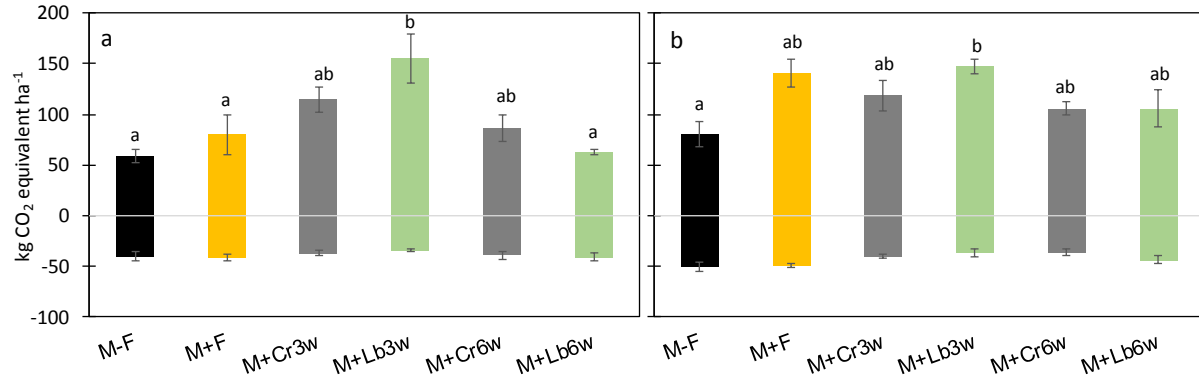 kg CO₂ equivalent ha⁻¹
200
150
100
50
0
-50
-100
a
a
a
ab
b
ab
a
M-F
M+F
M+Cr3w
M+Lb3w
M+Cr6w
M+Lb6w
b
a
ab
ab
b
ab
ab
M-F
M+F
M+Cr3w
M+Lb3w
M+Cr6w
M+Lb6w